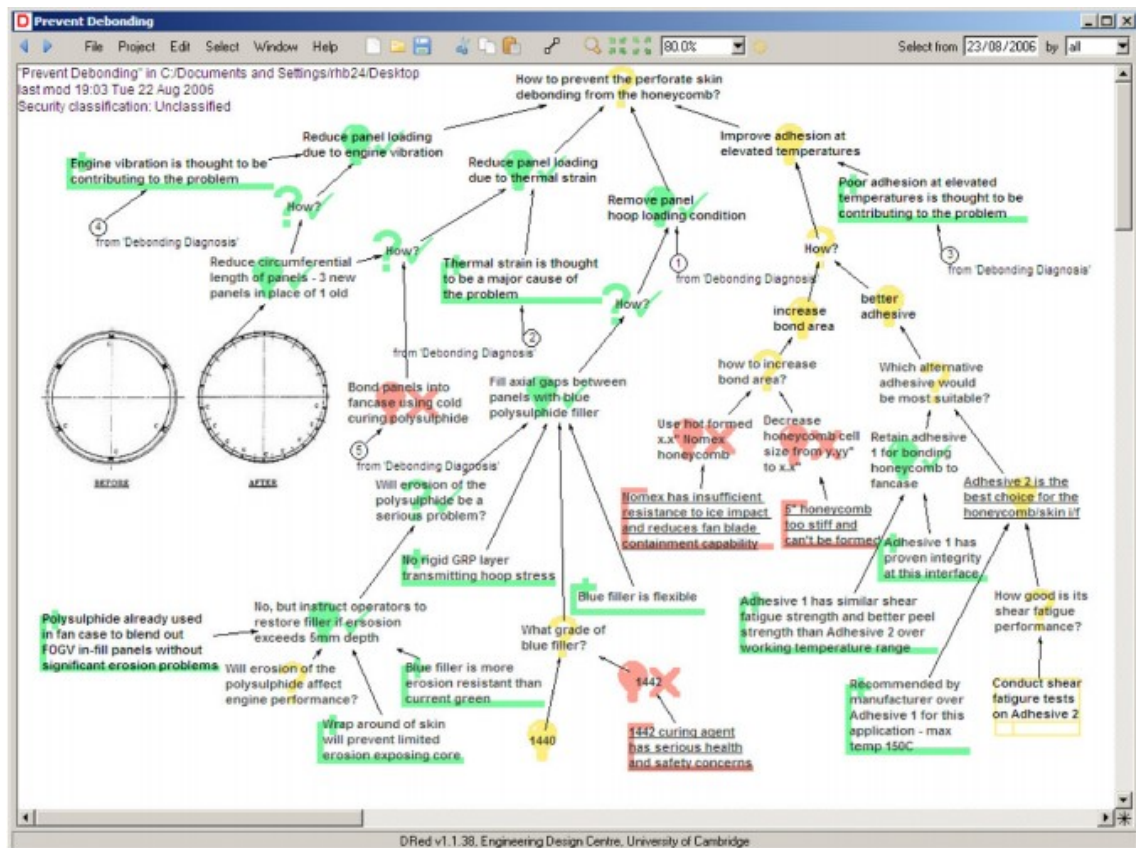 Prevent Debonding
File Project Edit Select Window Help 80.0% Select from 23/08/2006 by all
"Prevent Debonding" in C:/Documents and Settings/rhb24/Desktop
last mod 19:03 Tue 22 Aug 2006
Security classification: Unclassified
How to prevent the perforate skin
debonding from the honeycomb?
Reduce panel loading
due to engine vibration
Engine vibration is thought to be
contributing to the problem
4
from 'Debonding Diagnosis'
How?
Reduce circumferential
length of panels - 3 new
panels in place of 1 old
BEFORE
AFTER
Reduce panel loading
due to thermal strain
How?
Thermal strain is thought
to be a major cause of
the problem
2
from 'Debonding Diagnosis'
Bond panels into
fancase using cold
curing polysulphide
5
from 'Debonding Diagnosis'
Remove panel
hoop loading condition
1
from 'Debonding Diagnosis'
How?
Fill axial gaps between
panels with blue
polysulphide filler
Will erosion of the
polysulphide be a
serious problem?
No rigid GRP layer
transmitting hoop stress
Blue filler is flexible
No, but instruct operators to
restore filler if ersosion
exceeds 5mm depth
Polysulphide already used
in fan case to blend out
FOGV in-fill panels without
significant erosion problems
Will erosion of the
polysulphide affect
engine performance?
Wrap around of skin
will prevent limited
erosion exposing core
Blue filler is more
erosion resistant than
current green
What grade of
blue filler?
1440
1442
1442 curing agent
has serious health
and safety concerns
Improve adhesion at
elevated temperatures
Poor adhesion at elevated
temperatures is thought to be
contributing to the problem
3
from 'Debonding Diagnosis'
How?
increase
bond area
better
adhesive
how to increase
bond area?
Use hot formed
x.x" Nomex
honeycomb
Decrease
honeycomb cell
size from y.yy"
to x.x"
Nomex has insufficient
resistance to ice impact
and reduces fan blade
containment capability
5" honeycomb
too stiff and
can't be formed
Which alternative
adhesive would
be most suitable?
Retain adhesive
1 for bonding
honeycomb to
fancase
Adhesive 2 is the
best choice for the
honeycomb/skin i/f
Adhesive 1 has
proven integrity
at this interface
Adhesive 1 has similar shear
fatigue strength and better peel
strength than Adhesive 2 over
working temperature range
How good is its
shear fatigue
performance?
Recommended by
manufacturer over
Adhesive 1 for this
application - max
temp 150C
Conduct shear
fatigure tests
on Adhesive 2
DRed v1.1.38, Engineering Design Centre, University of Cambridge